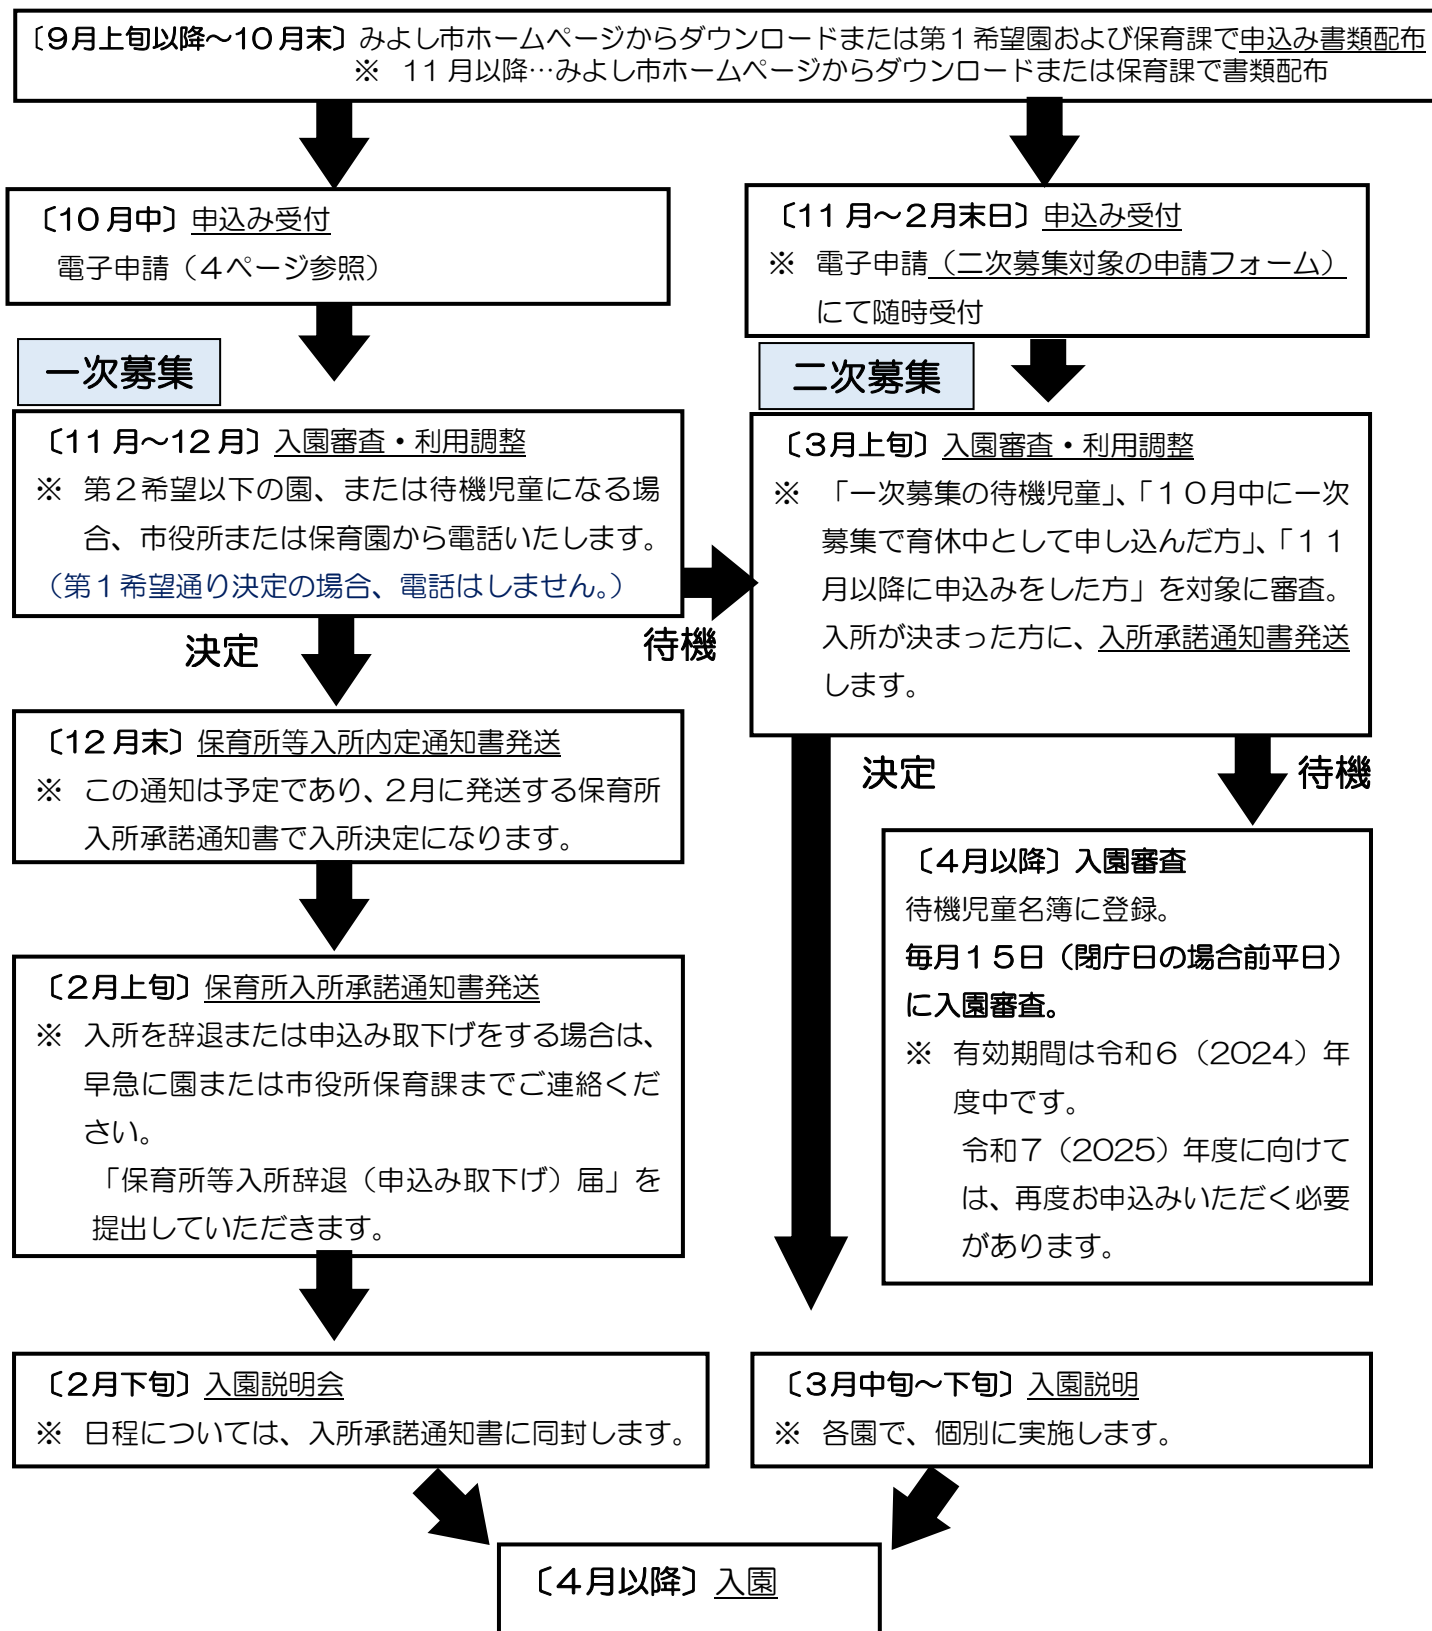 〔９月上旬以降～10月末〕みよし市ホームページからダウンロードまたは第１希望園および保育課で申込み書類配布
※ 11月以降…みよし市ホームページからダウンロードまたは保育課で書類配布
〔10月中〕申込み受付
電子申請（４ページ参照）
一次募集
〔11月～12月〕入園審査・利用調整
※ 第２希望以下の園、または待機児童になる場
合、市役所または保育園から電話いたします。
（第１希望通り決定の場合、電話はしません。）
決定
待機
〔12月末〕保育所等入所内定通知書発送
※ この通知は予定であり、２月に発送する保育所
入所承諾通知書で入所決定になります。
〔２月上旬〕保育所入所承諾通知書発送
※ 入所を辞退または申込み取下げをする場合は、
早急に園または市役所保育課までご連絡くだ
さい。
「保育所等入所辞退（申込み取下げ）届」を
提出していただきます。
〔２月下旬〕入園説明会
※ 日程については、入所承諾通知書に同封します。
〔11月～２月末日〕申込み受付
※ 電子申請（二次募集対象の申請フォーム）
にて随時受付
二次募集
〔３月上旬〕入園審査・利用調整
※ 「一次募集の待機児童」、「１０月中に一次
募集で育休中として申し込んだ方」、「１１
月以降に申込みをした方」を対象に審査。
入所が決まった方に、入所承諾通知書発送
します。
決定
待機
〔４月以降〕入園審査
待機児童名簿に登録。
毎月１５日（閉庁日の場合前平日）
に入園審査。
※ 有効期間は令和６（2024）年
度中です。
令和７（2025）年度に向けて
は、再度お申込みいただく必要
があります。
〔３月中旬～下旬〕入園説明
※ 各園で、個別に実施します。
〔４月以降〕入園